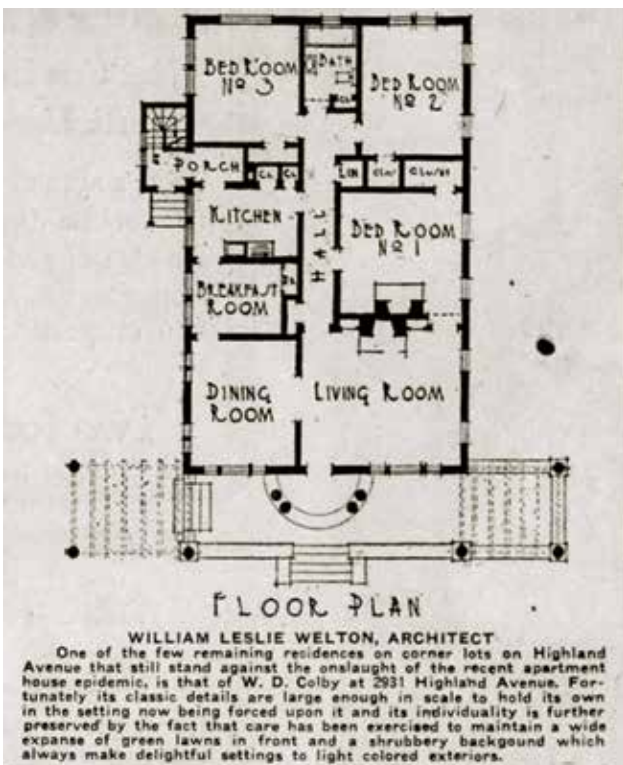 BED ROOM
Nº 3
BATH
CL.
BED ROOM
Nº 2
PORCH
CL.
CL.
LIN
KITCHEN
HALL
BED ROOM
Nº 1
BREAKFAST
ROOM
DINING
ROOM
LIVING ROOM
FLOOR PLAN
WILLIAM LESLIE WELTON, ARCHITECT
One of the few remaining residences on corner lots on Highland
Avenue that still stand against the onslaught of the recent apartment
house epidemic, is that of W. D. Colby at 2931 Highland Avenue. For-
tunately its classic details are large enough in scale to hold its own
in the setting now being forced upon it and its individuality is further
preserved by the fact that care has been exercised to maintain a wide
expanse of green lawns in front and a shrubbery backgound which
always make delightful settings to light colored exteriors.